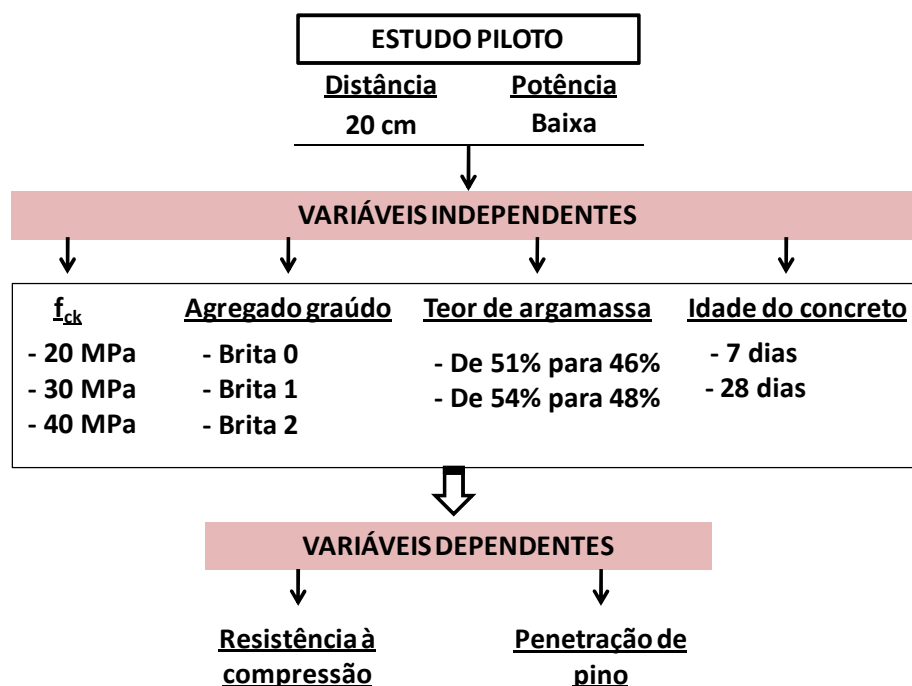 ESTUDO PILOTO
Distância
20 cm
Potência
Baixa
VARIÁVEIS INDEPENDENTES
fck
- 20 MPa
- 30 MPa
- 40 MPa
Agregado graúdo
- Brita 0
- Brita 1
- Brita 2
Teor de argamassa
- De 51% para 46%
- De 54% para 48%
Idade do concreto
- 7 dias
- 28 dias
VARIÁVEIS DEPENDENTES
Resistência à
compressão
Penetração de
pino